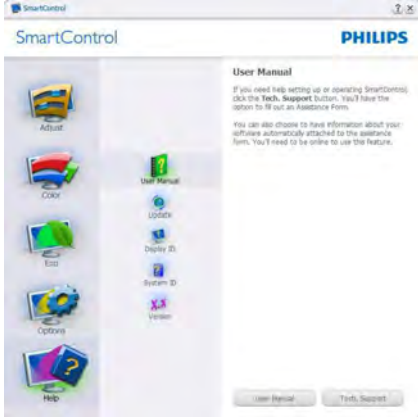 SmartControl
? ×
SmartControl
PHILIPS
Adjust
Color
Eco
Options
Help
User Manual
Update
Display ID
System ID
Version
User Manual
If you need help setting up or operating SmartControl,
click the Tech. Support button. You'll have the
option to fill out an Assistance Form.
You can also choose to have information about your
software automatically attached to the assistance
form. You'll need to be online to use the feature.
User Manual
Tech. Support